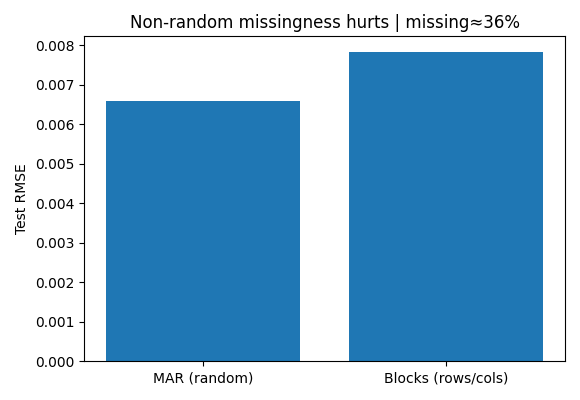 Non-random missingness hurts | missing≈36%
0.008
0.007
0.006
0.005
0.004
0.003
0.002
0.001
0.000
Test RMSE
MAR (random)
Blocks (rows/cols)